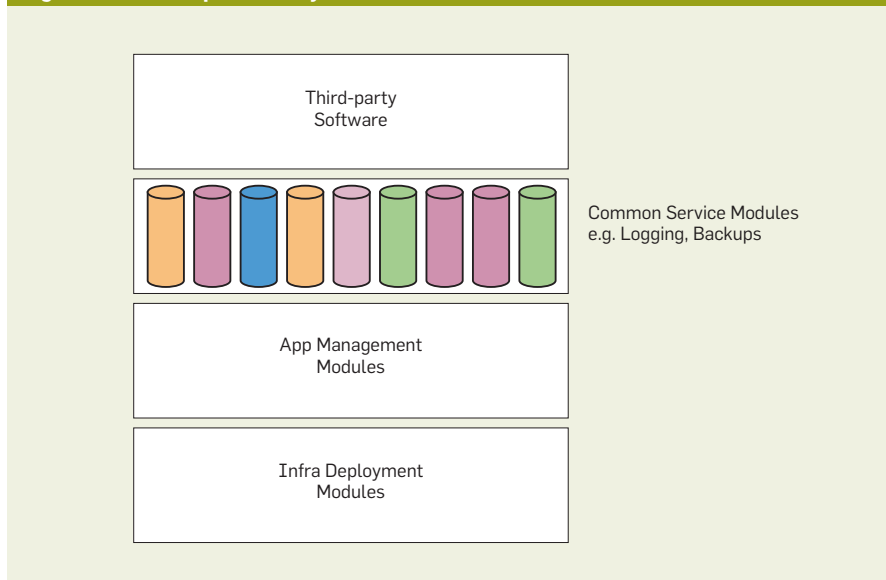 Third-party
Software
Common Service Modules
e.g. Logging, Backups
App Management
Modules
Infra Deployment
Modules